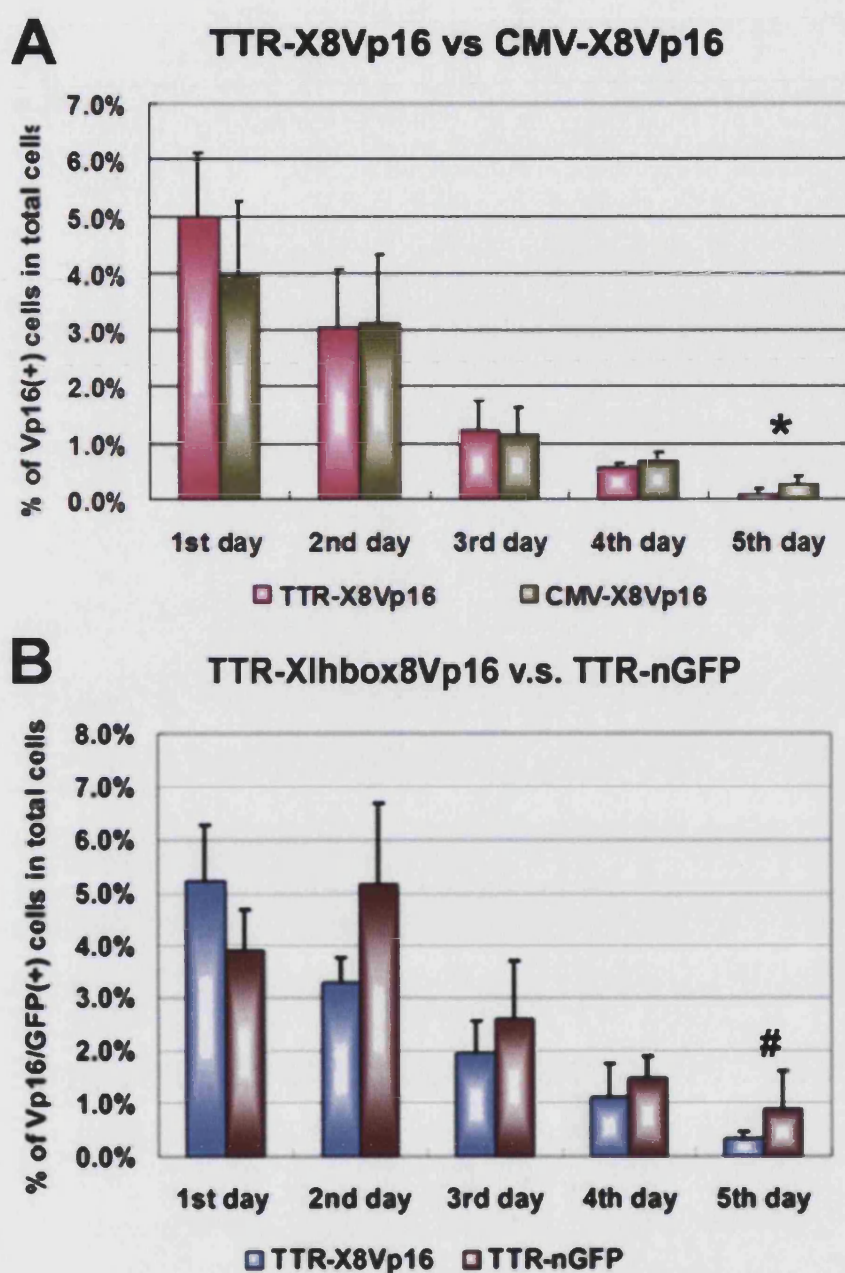 A
TTR-X8Vp16 vs CMV-X8Vp16
% of Vp16(+) cells in total cells
7.0%
6.0%
5.0%
4.0%
3.0%
2.0%
1.0%
0.0%
*
1st day 2nd day 3rd day 4th day 5th day
TTR-X8Vp16 CMV-X8Vp16
B
TTR-Xlhbox8Vp16 v.s. TTR-nGFP
% of Vp16/GFP(+) cells in total cells
8.0%
7.0%
6.0%
5.0%
4.0%
3.0%
2.0%
1.0%
0.0%
#
1st day 2nd day 3rd day 4th day 5th day
TTR-X8Vp16 TTR-nGFP